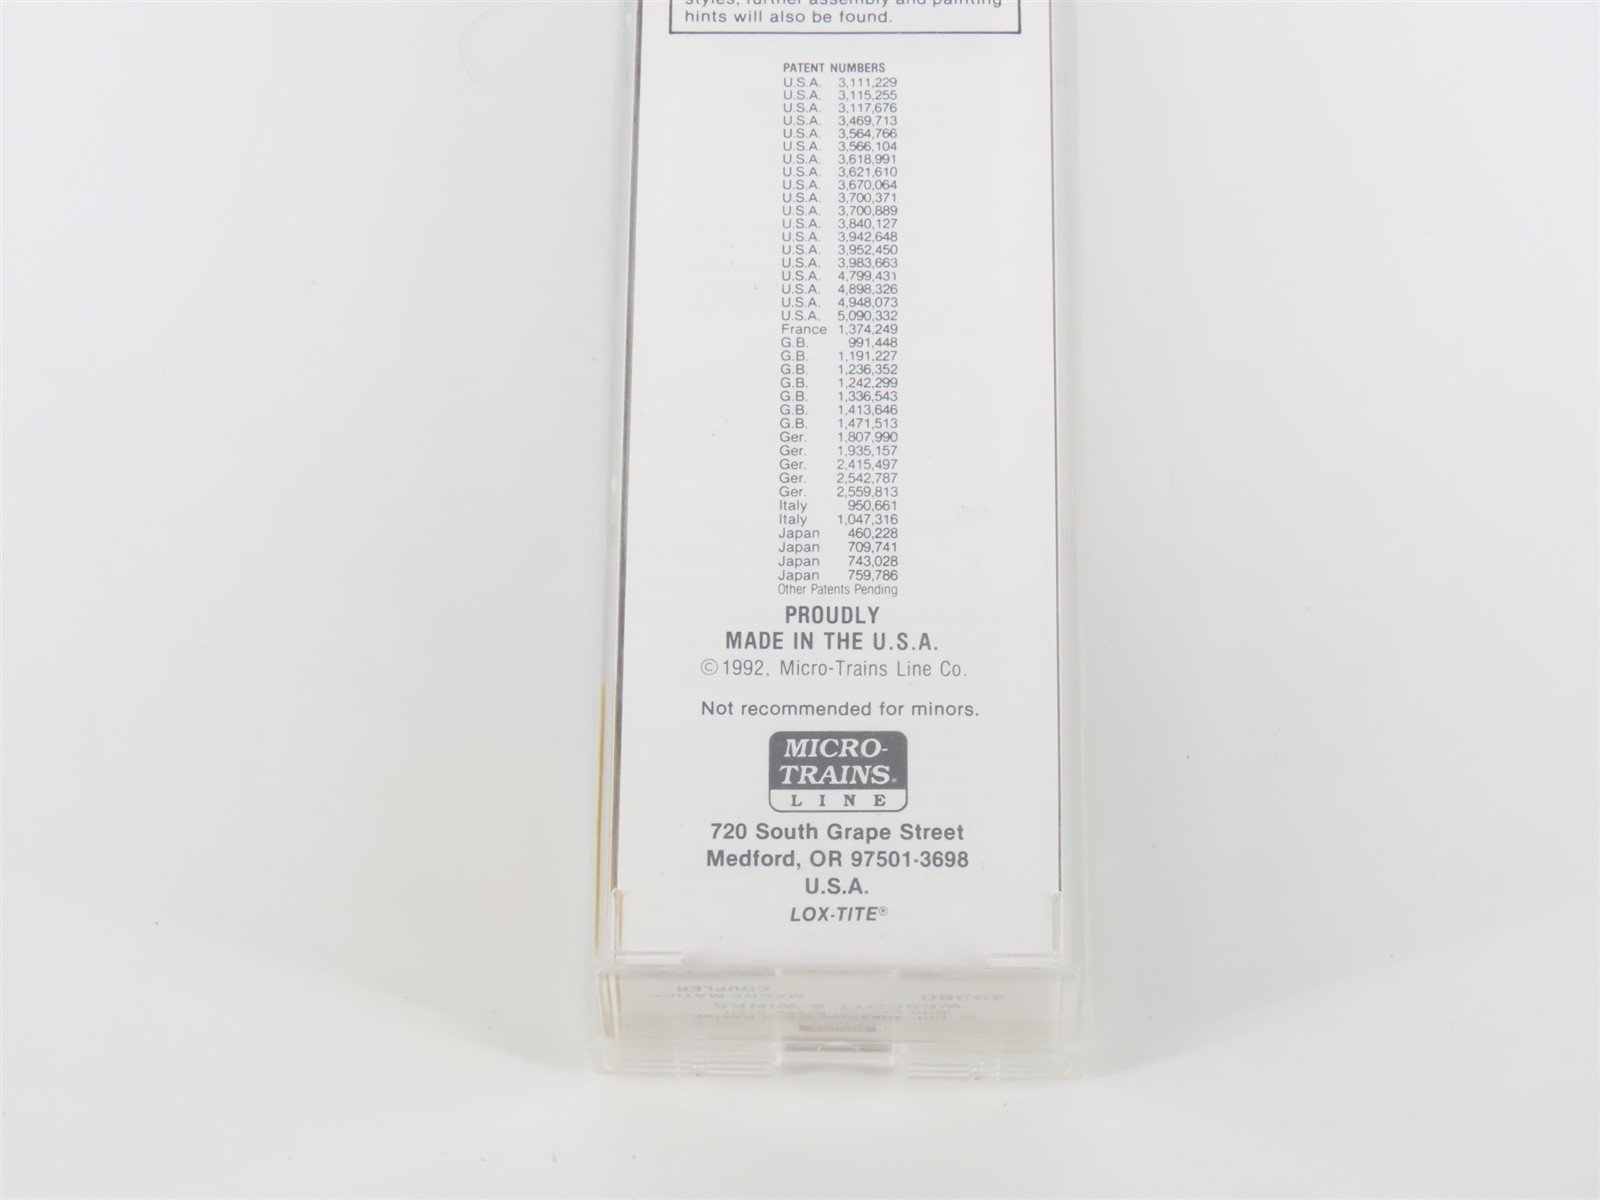 styles, further assembly and painting
hints will also be found.
PATENT NUMBERS
U.S.A. 3,111,229
U.S.A. 3,115,255
U.S.A. 3,117,676
U.S.A. 3,469,713
U.S.A. 3,564,766
U.S.A. 3,566,104
U.S.A. 3,618,991
U.S.A. 3,621,610
U.S.A. 3,670,064
U.S.A. 3,700,371
U.S.A. 3,700,889
U.S.A. 3,840,127
U.S.A. 3,942,648
U.S.A. 3,952,450
U.S.A. 3,983,663
U.S.A. 4,799,431
U.S.A. 4,898,326
U.S.A. 4,948,073
U.S.A. 5,090,332
France 1,374,249
G.B. 991,448
G.B. 1,191,227
G.B. 1,236,352
G.B. 1,242,299
G.B. 1,336,543
G.B. 1,413,646
G.B. 1,471,513
Ger. 1,807,990
Ger. 1,935,157
Ger. 2,415,497
Ger. 2,542,787
Ger. 2,559,813
Italy 950,661
Italy 1,047,316
Japan 460,228
Japan 709,741
Japan 743,028
Japan 759,786
Other Patents Pending
PROUDLY
MADE IN THE U.S.A.
©1992, Micro-Trains Line Co.
Not recommended for minors.
MICRO-
TRAINS®
LINE
720 South Grape Street
Medford, OR 97501-3698
U.S.A.
LOX-TITE®
WESCOTT & WINKS
MAGNE-MATIC®
COUPLER